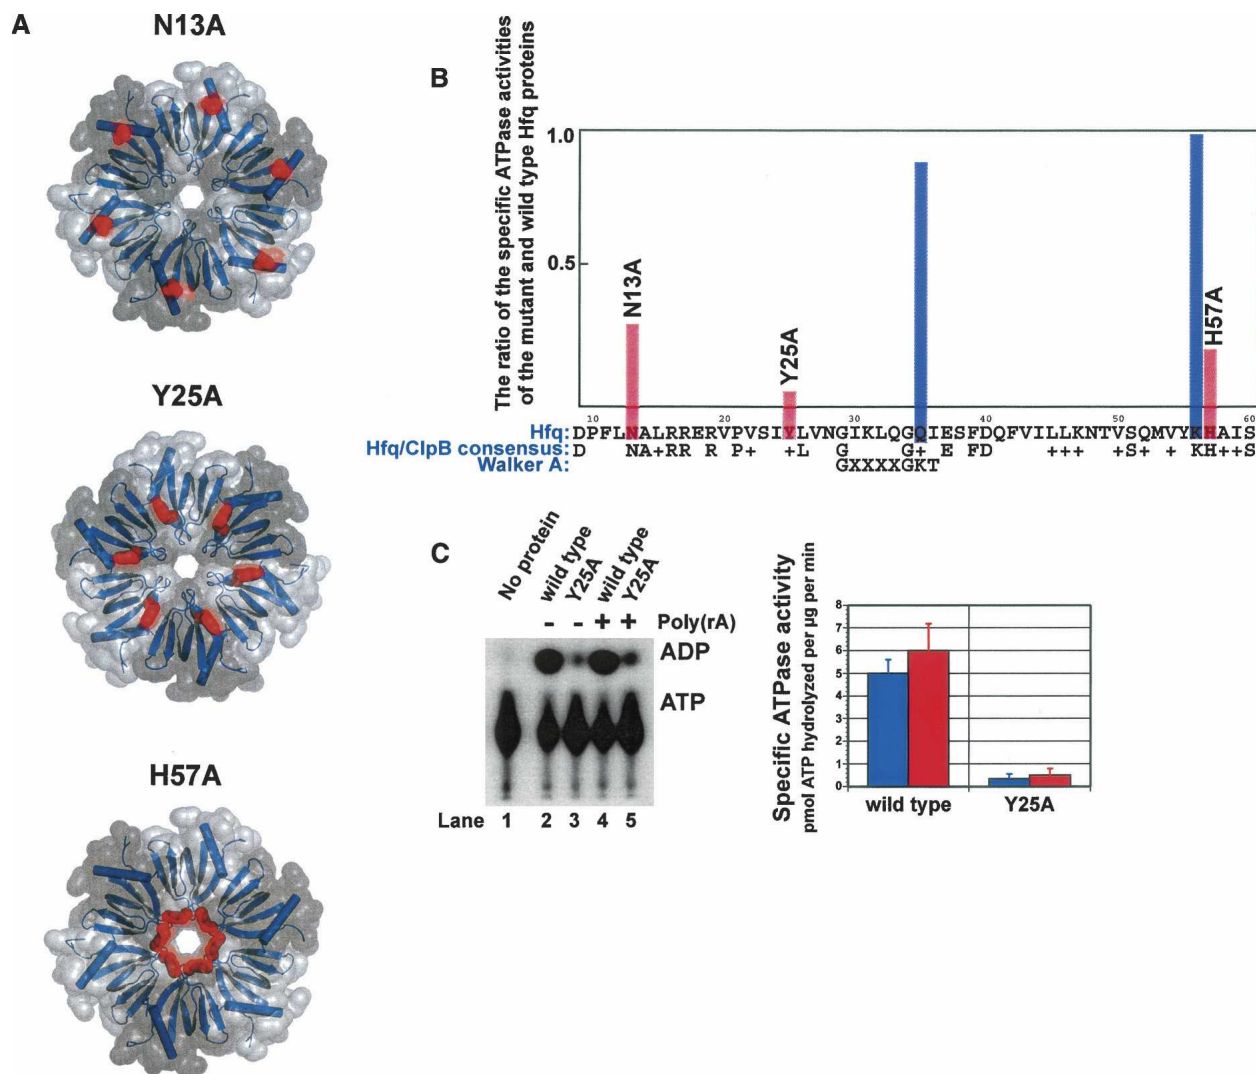 A
N13A
Y25A
H57A
B
The ratio of the specific ATPase activities
of the mutant and wild type Hfq proteins
1.0
0.5
N13A
Y25A
H57A
10 20 30 40 50 60
Hfq: DPFLNALRRERVPVSIYLVNGIKLQGQIESFDQFVILLKNTVSQMVYKHAIS
Hfq/ClpB consensus: D NA+RR R P+ +L G G+ E FD +++ +S+ + KH++S
Walker A: GXXXXGKT
C
No protein
wild type
Y25A
wild type
Y25A
- - + + Poly(rA)
ADP
ATP
Lane 1 2 3 4 5
Specific ATPase activity
pmol ATP hydrolyzed per µg per min
8
7
6
5
4
3
2
1
0
wild type Y25A